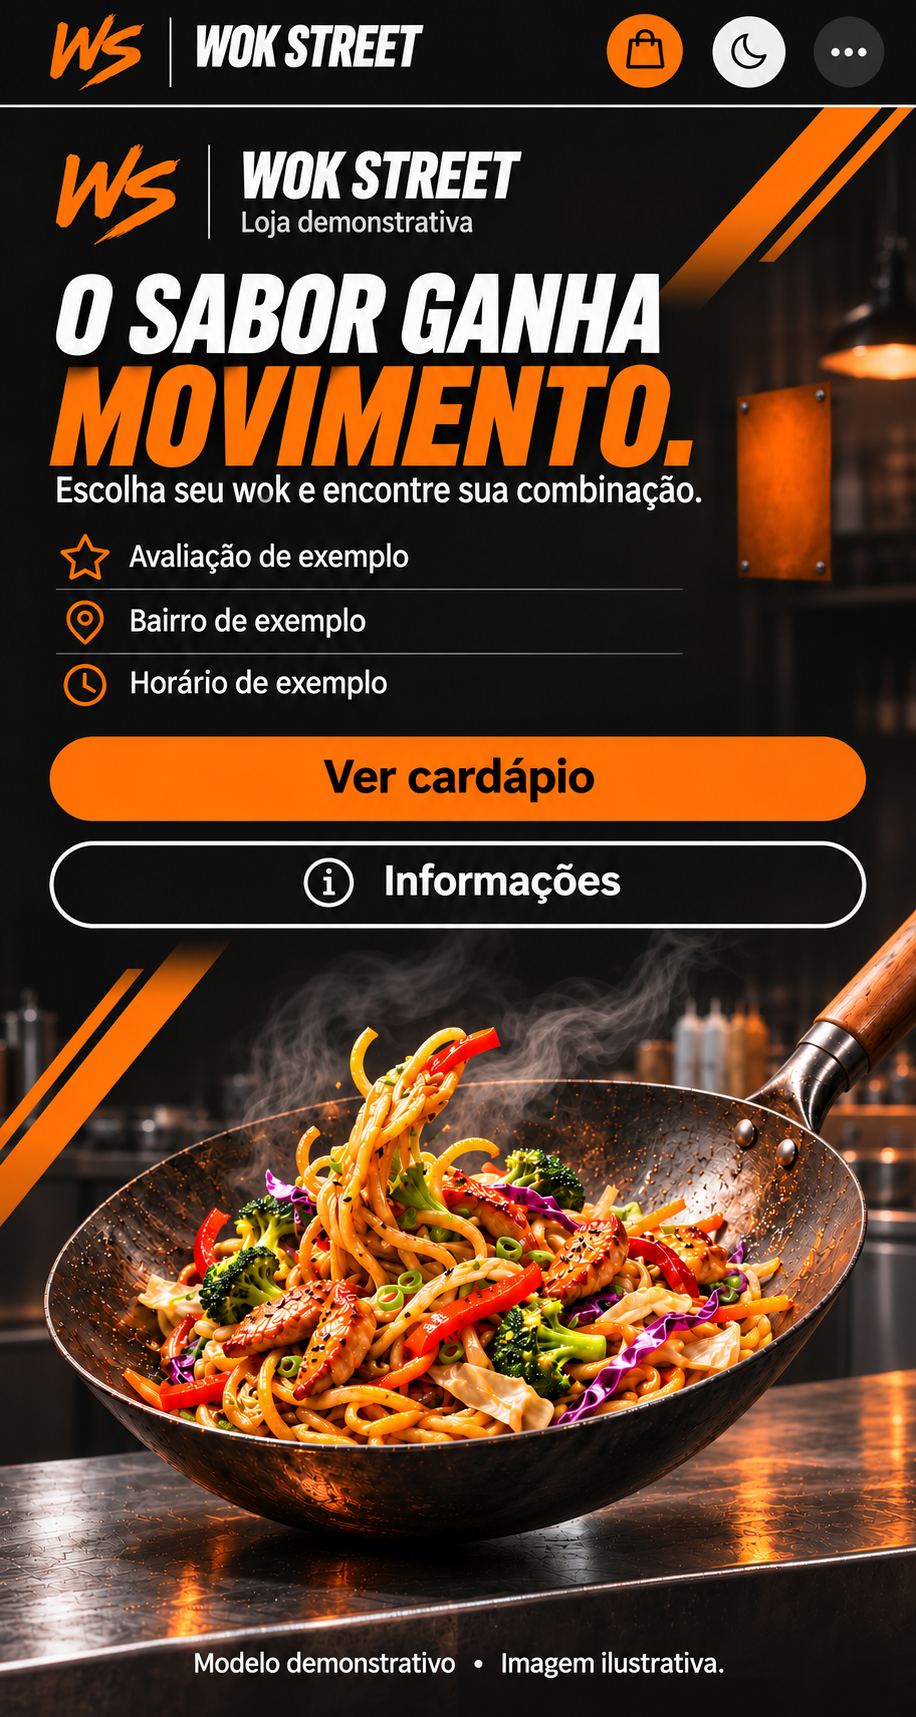 WS WOK STREET
WS WOK STREET
Loja demonstrativa
O SABOR GANHA
MOVIMENTO.
Escolha seu wok e encontre sua combinação.
Avaliação de exemplo
Bairro de exemplo
Horário de exemplo
Ver cardápio
Informações
Modelo demonstrativo • Imagem ilustrativa.